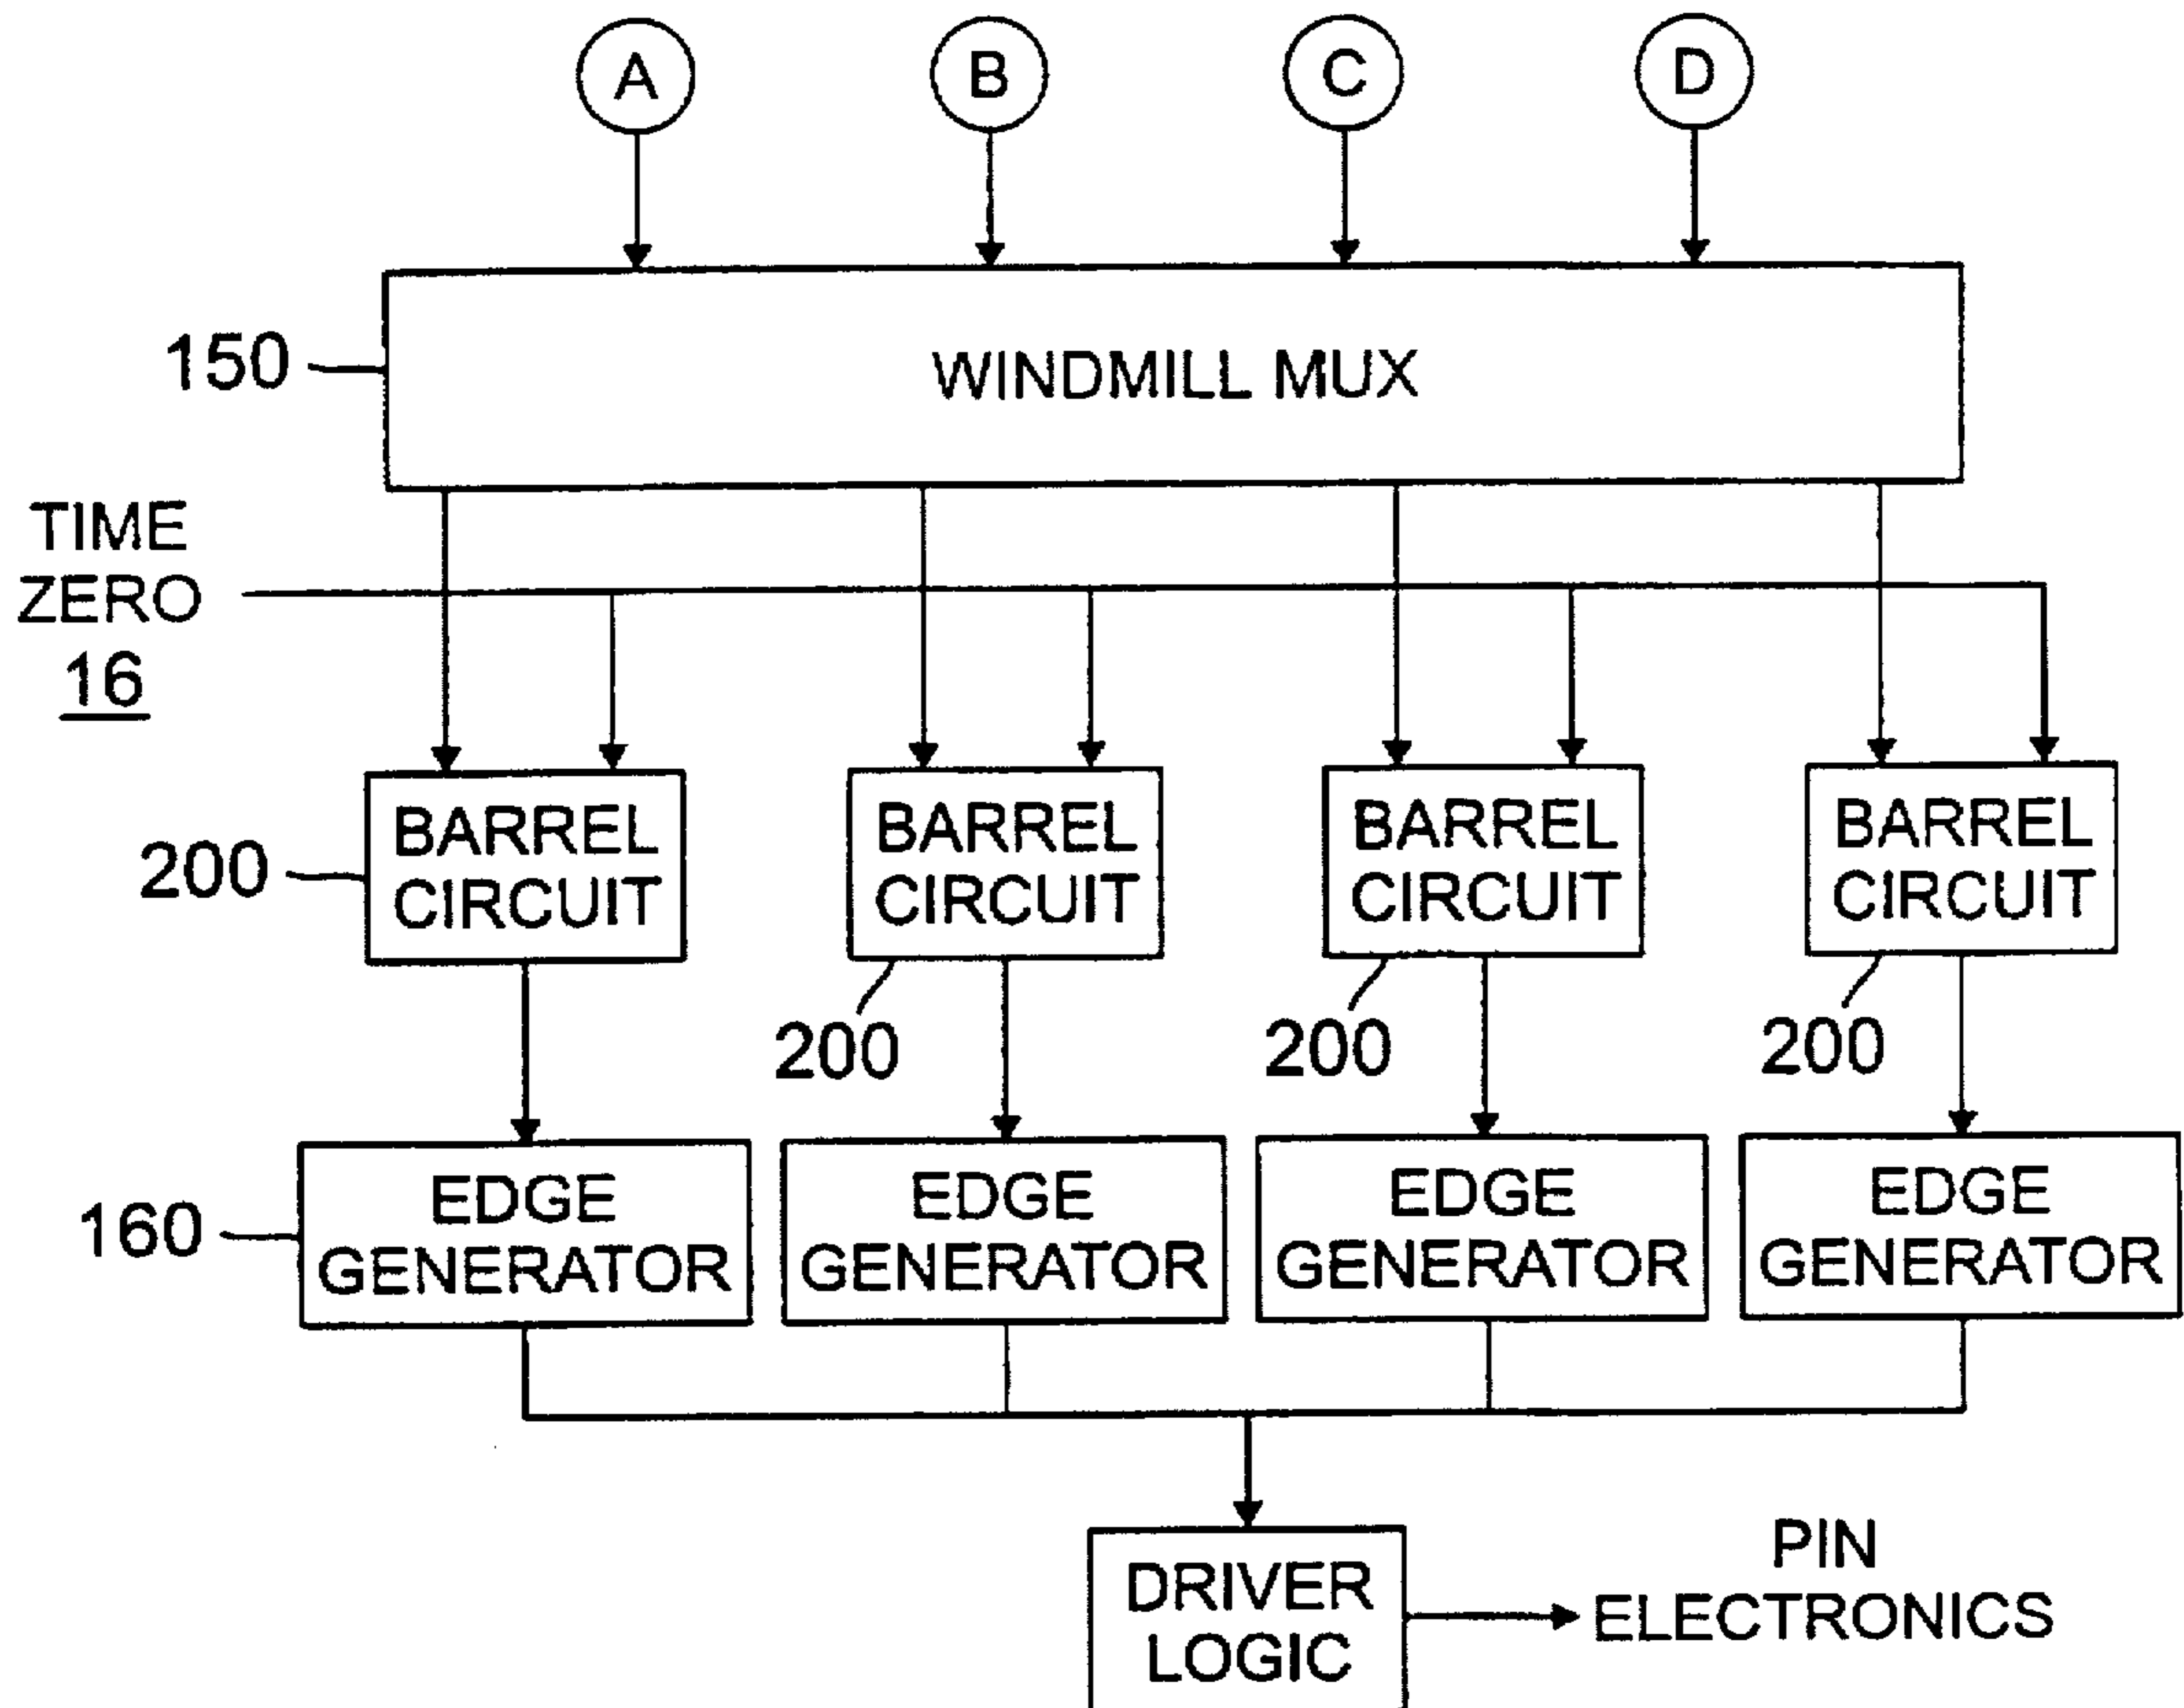 A B C D
150
WINDMILL MUX
TIME
ZERO
16
200
BARREL
CIRCUIT
BARREL
CIRCUIT
BARREL
CIRCUIT
BARREL
CIRCUIT
200
200
200
160
EDGE
GENERATOR
EDGE
GENERATOR
EDGE
GENERATOR
EDGE
GENERATOR
DRIVER
LOGIC
PIN
ELECTRONICS